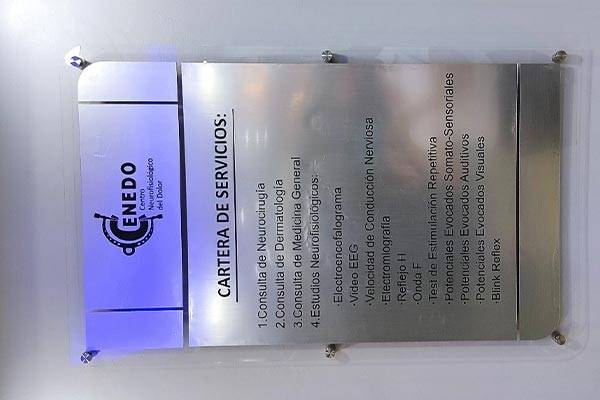 CENEDO
Centro
Neurofisiológico
del Dolor
CARTERA DE SERVICIOS:
1.Consulta de Neurocirugía
2.Consulta de Dermatología
3.Consulta de Medicina General
4.Estudios Neurofisiológicos:
·Electroencefalograma
·Vídeo EEG
·Velocidad de Conducción Nerviosa
·Electromiografía
·Reflejo H
·Onda F
·Test de Estimulación Repetitiva
·Potenciales Evocados Somato-Sensoriales
·Potenciales Evocados Auditivos
·Potenciales Evocados Visuales
·Blink Reflex